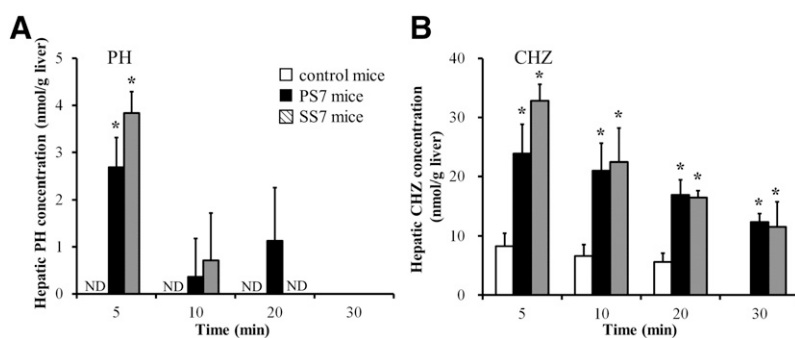 A
PH
Hepatic PH concentration (nmol/g liver)
5
4
3
2
1
0
* *
ND ND ND ND
5 10 20 30
Time (min)
control mice
PS7 mice
SS7 mice
B
CHZ
Hepatic CHZ concentration
(nmol/g liver)
40
30
20
10
0
* * * * * * * *
5 10 20 30
Time (min)